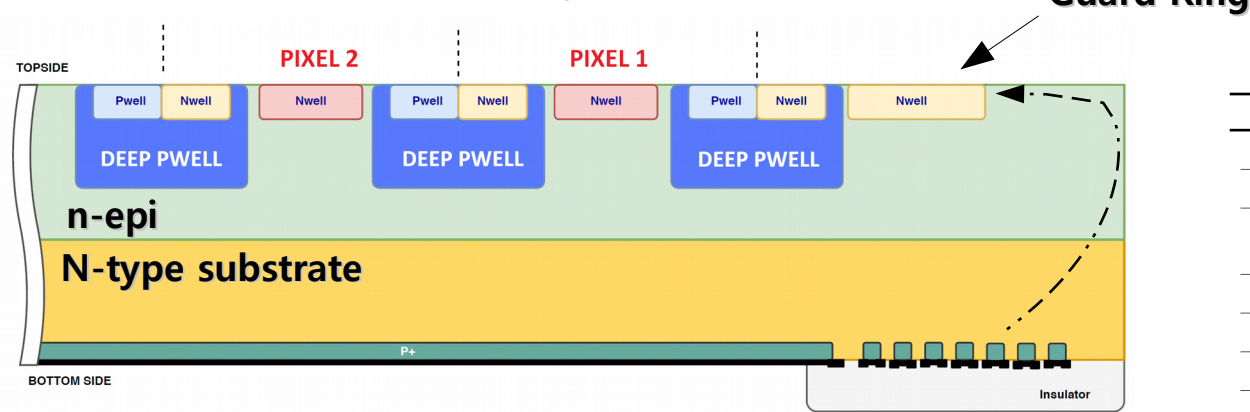 Guard Ring
TOPSIDE
PIXEL 2
PIXEL 1
Pwell
Nwell
Nwell
Pwell
Nwell
Nwell
Pwell
Nwell
Nwell
DEEP PWELL
DEEP PWELL
DEEP PWELL
n-epi
N-type substrate
P+
BOTTOM SIDE
Insulator